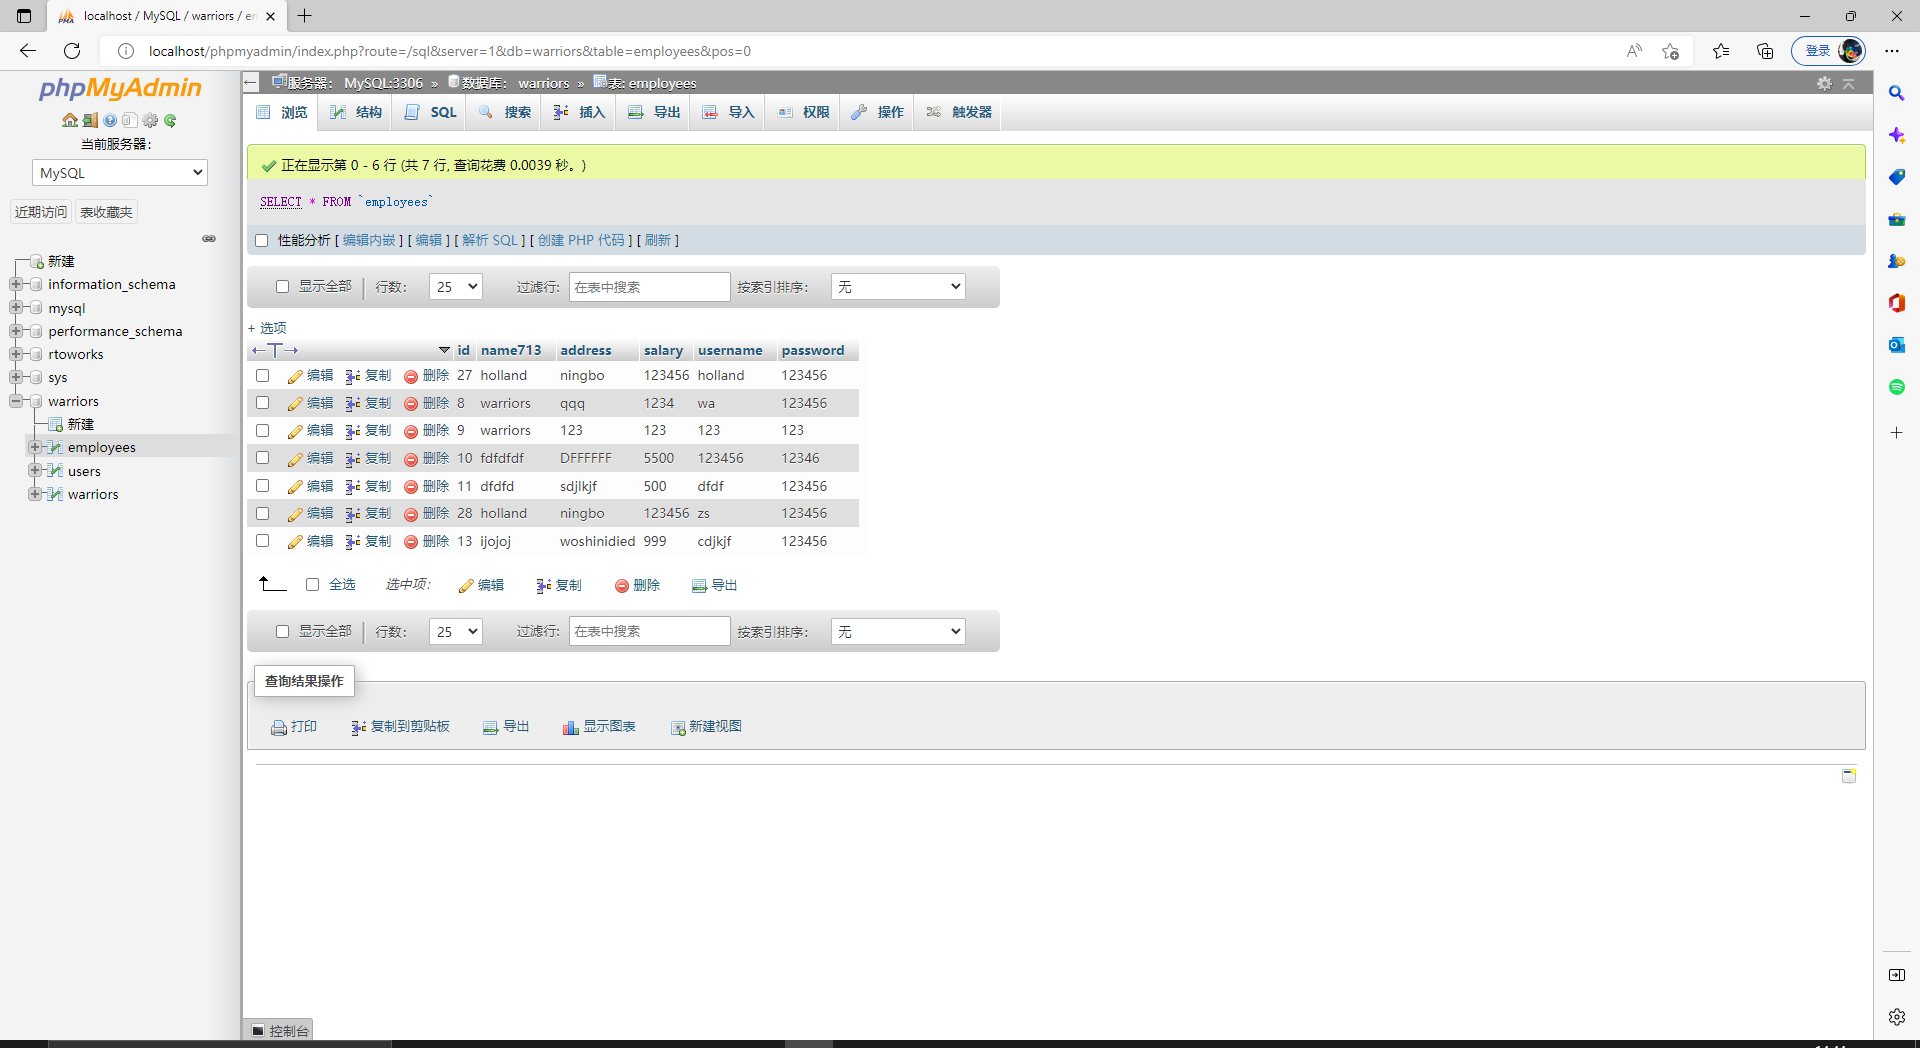 localhost / MySQL / warriors / em
localhost/phpmyadmin/index.php?route=/sql&server=1&db=warriors&table=employees&pos=0
登录
phpMyAdmin
当前服务器：
MySQL
近期访问 表收藏夹
新建
information_schema
mysql
performance_schema
rtoworks
sys
warriors
新建
employees
users
warriors
服务器： MySQL:3306 » 数据库： warriors » 表: employees
浏览 结构 SQL 搜索 插入 导出 导入 权限 操作 触发器
正在显示第 0 - 6 行 (共 7 行, 查询花费 0.0039 秒。)
SELECT * FROM `employees`
性能分析 [ 编辑内嵌 ] [ 编辑 ] [ 解析 SQL ] [ 创建 PHP 代码 ] [ 刷新 ]
显示全部 行数： 25 过滤行: 在表中搜索 按索引排序： 无
+ 选项
id name713 address salary username password
编辑 复制 删除 27 holland ningbo 123456 holland 123456
编辑 复制 删除 8 warriors qqq 1234 wa 123456
编辑 复制 删除 9 warriors 123 123 123 123
编辑 复制 删除 10 fdfdfdf DFFFFFF 5500 123456 12346
编辑 复制 删除 11 dfdfd sdjlkjf 500 dfdf 123456
编辑 复制 删除 28 holland ningbo 123456 zs 123456
编辑 复制 删除 13 ijojoj woshinidied 999 cdjkjf 123456
全选 选中项: 编辑 复制 删除 导出
显示全部 行数： 25 过滤行: 在表中搜索 按索引排序： 无
查询结果操作
打印 复制到剪贴板 导出 显示图表 新建视图
控制台